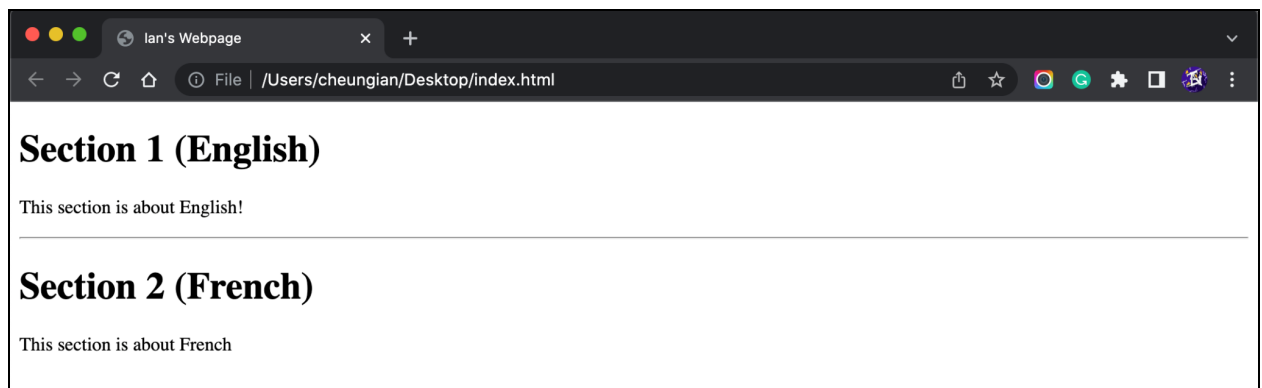 Ian's Webpage
File | /Users/cheungian/Desktop/index.html
Section 1 (English)
This section is about English!
Section 2 (French)
This section is about French